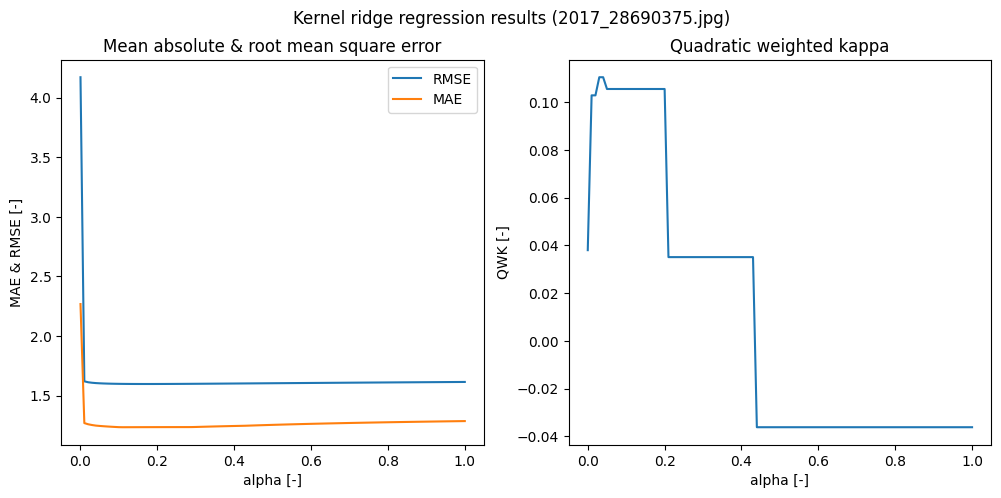 Kernel ridge regression results (2017_28690375.jpg)
Mean absolute & root mean square error
RMSE
MAE
4.0
3.5
3.0
2.5
2.0
1.5
MAE & RMSE [-]
0.0 0.2 0.4 0.6 0.8 1.0
alpha [-]
Quadratic weighted kappa
0.10
0.08
0.06
0.04
0.02
0.00
−0.02
−0.04
QWK [-]
0.0 0.2 0.4 0.6 0.8 1.0
alpha [-]